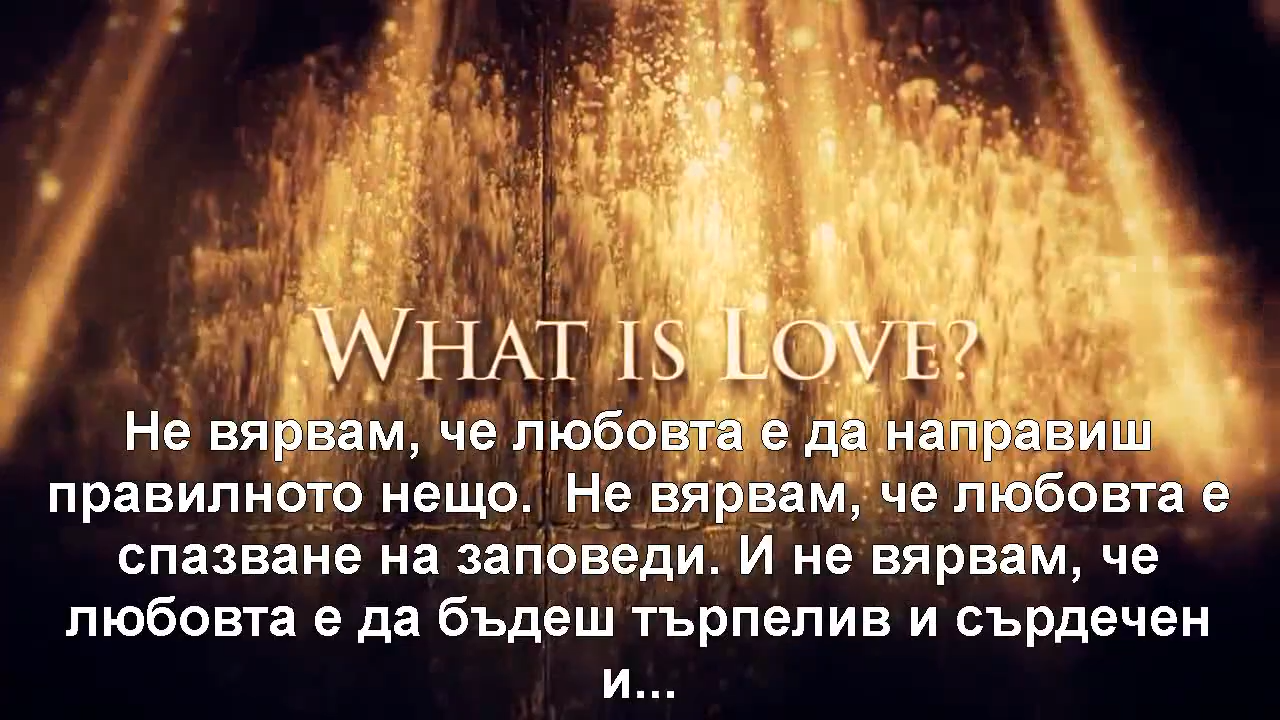 WHAT IS LOVE?
Не вярвам, че любовта е да направиш
правилното нещо.  Не вярвам, че любовта е
спазване на заповеди. И не вярвам, че
любовта е да бъдеш търпелив и сърдечен
и...